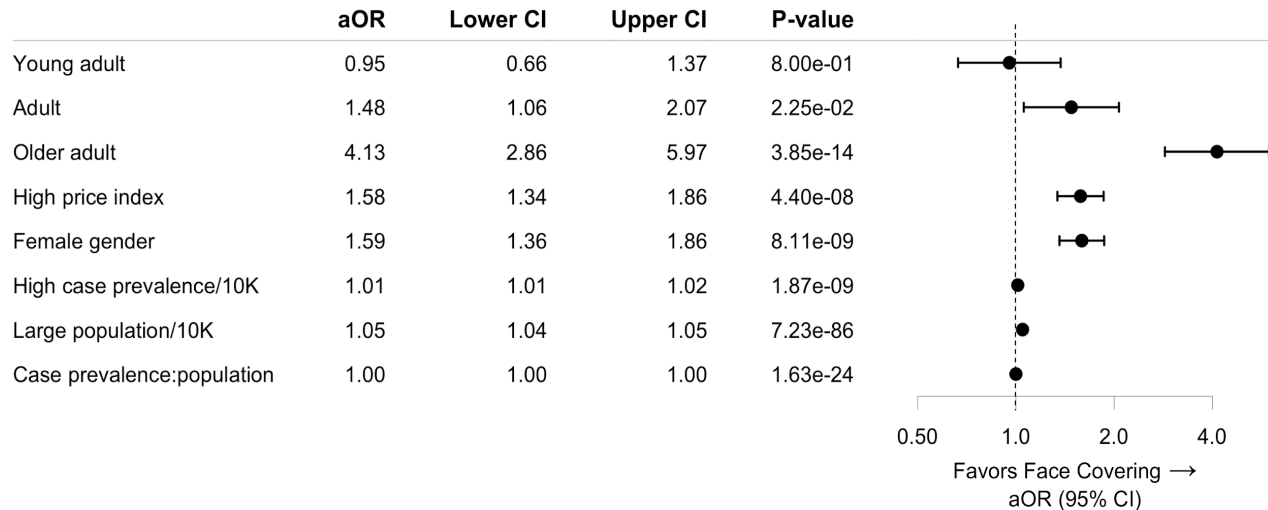 aOR Lower CI Upper CI P-value
Young adult 0.95 0.66 1.37 8.00e-01
Adult 1.48 1.06 2.07 2.25e-02
Older adult 4.13 2.86 5.97 3.85e-14
High price index 1.58 1.34 1.86 4.40e-08
Female gender 1.59 1.36 1.86 8.11e-09
High case prevalence/10K 1.01 1.01 1.02 1.87e-09
Large population/10K 1.05 1.04 1.05 7.23e-86
Case prevalence:population 1.00 1.00 1.00 1.63e-24
0.50 1.0 2.0 4.0
Favors Face Covering →
aOR (95% CI)